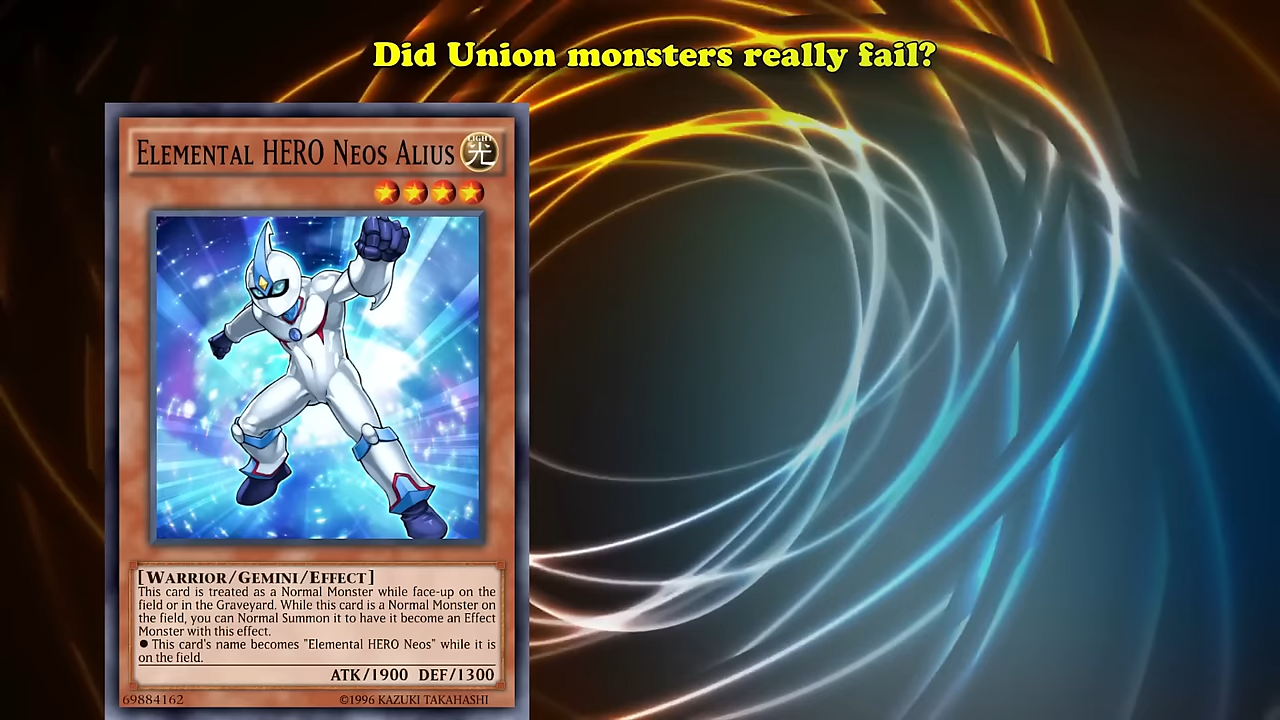 Did Union monsters really fail?
Elemental HERO Neos Alius
LIGHT
光
[Warrior/Gemini/Effect]
This card is treated as a Normal Monster while face-up on the
field or in the Graveyard. While this card is a Normal Monster on
the field, you can Normal Summon it to have it become an Effect
Monster with this effect.
● This card's name becomes "Elemental HERO Neos" while it is
on the field.
ATK/1900 DEF/1300
69884162 ©1996 KAZUKI TAKAHASHI